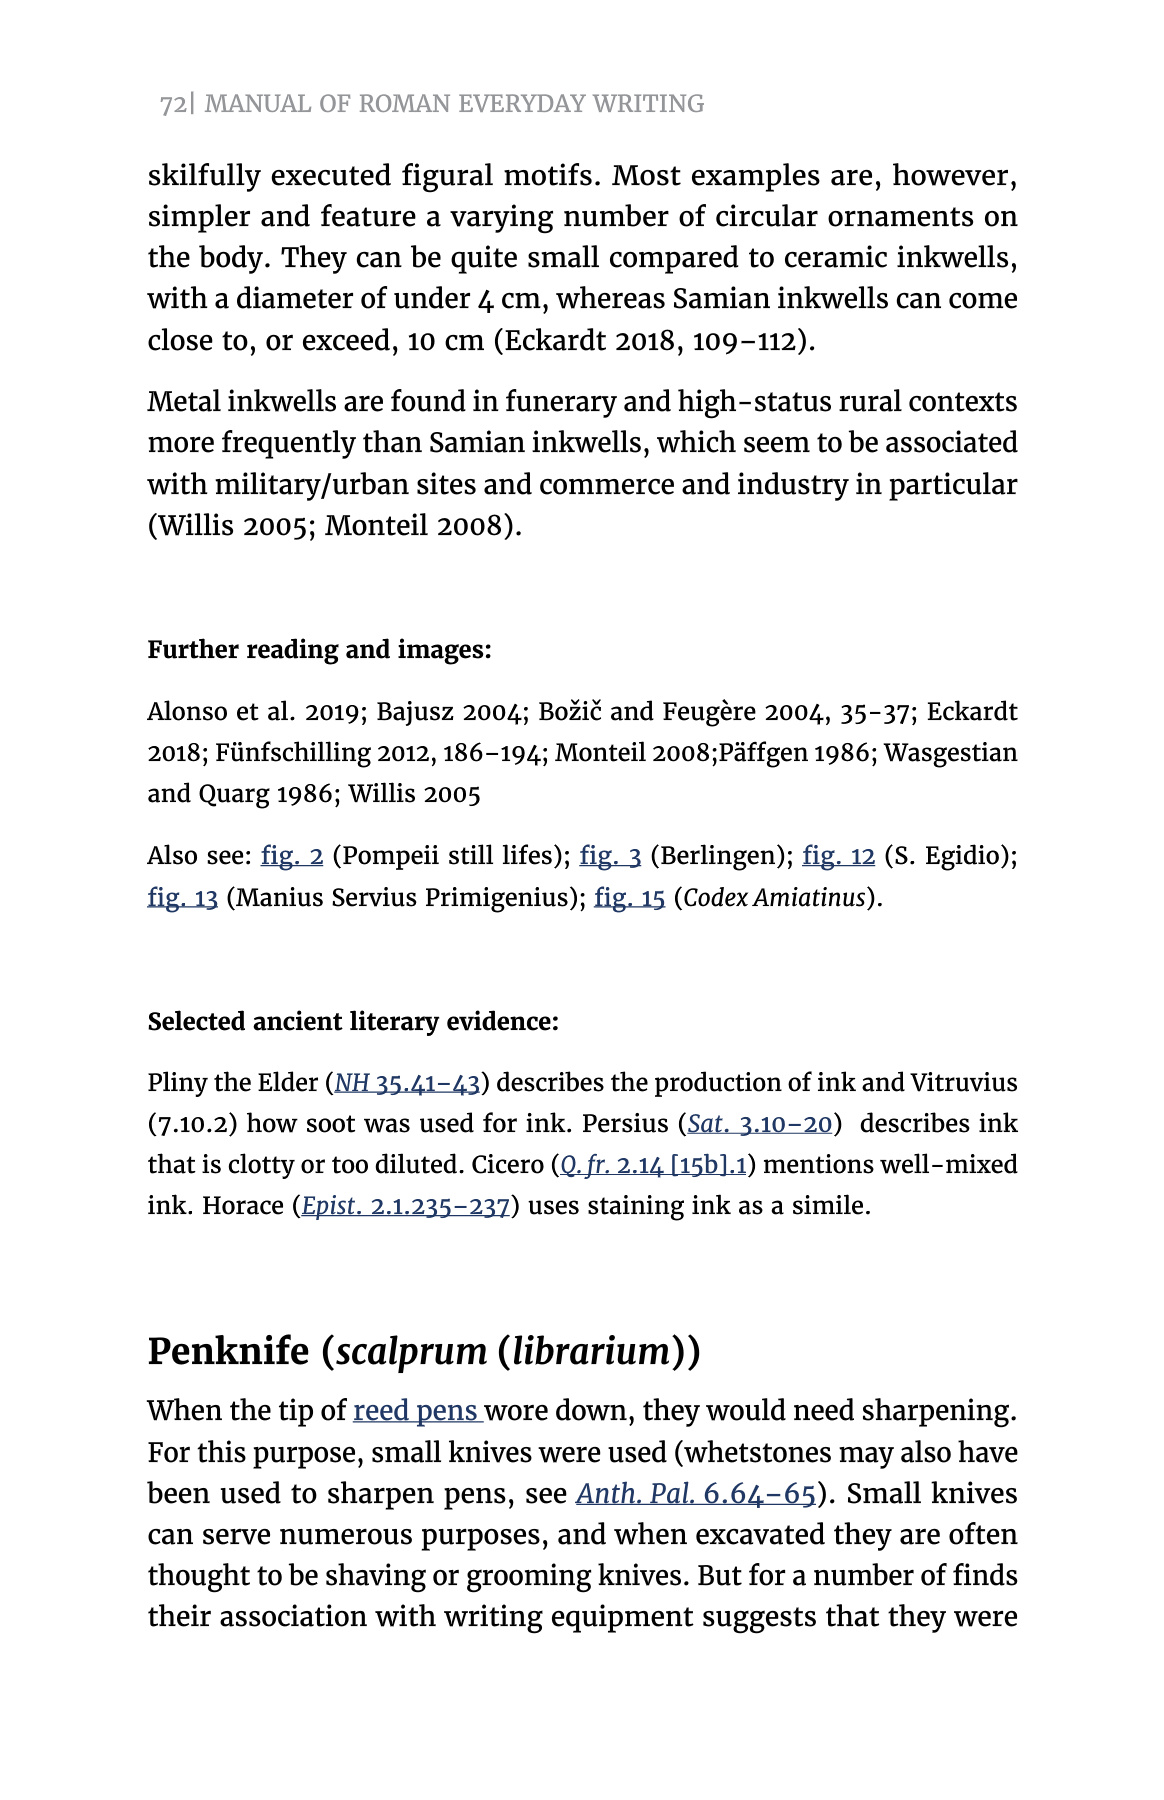 72| MANUAL OF ROMAN EVERYDAY WRITING
skilfully executed figural motifs. Most examples are, however,
simpler and feature a varying number of circular ornaments on
the body. They can be quite small compared to ceramic inkwells,
with a diameter of under 4 cm, whereas Samian inkwells can come
close to, or exceed, 10 cm (Eckardt 2018, 109–112).
Metal inkwells are found in funerary and high-status rural contexts
more frequently than Samian inkwells, which seem to be associated
with military/urban sites and commerce and industry in particular
(Willis 2005; Monteil 2008).
Further reading and images:
Alonso et al. 2019; Bajusz 2004; Božič and Feugère 2004, 35-37; Eckardt
2018; Fünfschilling 2012, 186–194; Monteil 2008;Päffgen 1986; Wasgestian
and Quarg 1986; Willis 2005
Also see: fig. 2 (Pompeii still lifes); fig. 3 (Berlingen); fig. 12 (S. Egidio);
fig. 13 (Manius Servius Primigenius); fig. 15 (Codex Amiatinus).
Selected ancient literary evidence:
Pliny the Elder (NH 35.41–43) describes the production of ink and Vitruvius
(7.10.2) how soot was used for ink. Persius (Sat. 3.10–20) describes ink
that is clotty or too diluted. Cicero (Q. fr. 2.14 [15b].1) mentions well-mixed
ink. Horace (Epist. 2.1.235–237) uses staining ink as a simile.
Penknife (scalprum (librarium))
When the tip of reed pens wore down, they would need sharpening.
For this purpose, small knives were used (whetstones may also have
been used to sharpen pens, see Anth. Pal. 6.64–65). Small knives
can serve numerous purposes, and when excavated they are often
thought to be shaving or grooming knives. But for a number of finds
their association with writing equipment suggests that they were